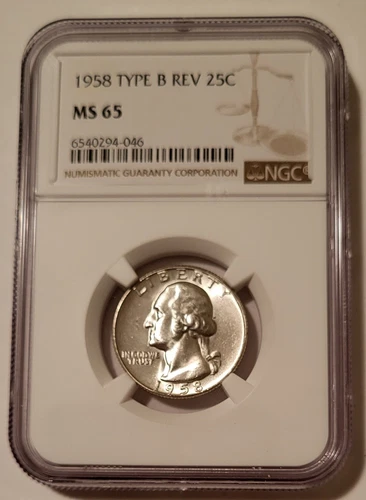 1958 TYPE B REV 25C
MS 65
6540294-046
NUMISMATIC GUARANTY CORPORATION
NGC®
LIBERTY
IN GOD WE
TRUST
1958